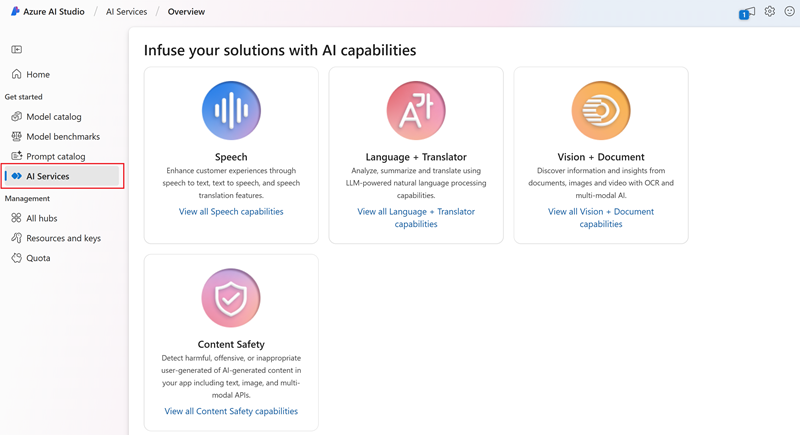 Azure AI Studio / AI Services / Overview
1
Home
Get started
Model catalog
Model benchmarks
Prompt catalog
AI Services
Management
All hubs
Resources and keys
Quota
Infuse your solutions with AI capabilities
Speech
Enhance customer experiences through
speech to text, text to speech, and speech
translation features.
View all Speech capabilities
A가
Language + Translator
Analyze, summarize and translate using
LLM-powered natural language processing
capabilities.
View all Language + Translator
capabilities
Vision + Document
Discover information and insights from
documents, images and video with OCR and
multi-modal AI.
View all Vision + Document
capabilities
Content Safety
Detect harmful, offensive, or inappropriate
user-generated of AI-generated content in
your app including text, image, and multi-
modal APIs.
View all Content Safety capabilities